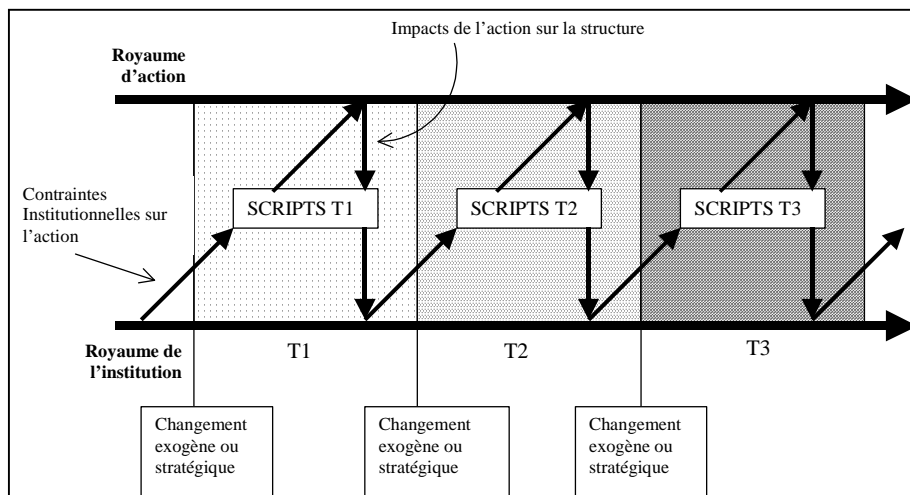 Impacts de l'action sur la structure
Royaume
d'action
Contraintes
Institutionnelles sur
l'action
SCRIPTS T1
SCRIPTS T2
SCRIPTS T3
Royaume de
l'institution
T1
T2
T3
Changement
exogène ou
stratégique
Changement
exogène ou
stratégique
Changement
exogène ou
stratégique